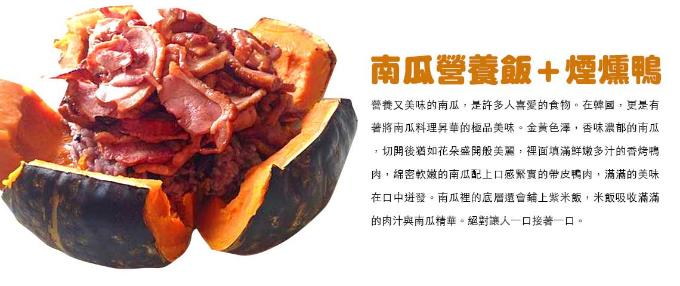 南瓜營養飯＋煙燻鴨
營養又美味的南瓜，是許多人喜愛的食物。在韓國，更是有
著將南瓜料理昇華的極品美味。金黃色澤，香味濃郁的南瓜
，切開後猶如花朵盛開般美麗，裡面填滿鮮嫩多汁的香烤鴨
肉，綿密軟嫩的南瓜配上口感緊實的帶皮鴨肉，滿滿的美味
在口中迸發。南瓜裡的底層還會鋪上紫米飯，米飯吸收滿滿
的肉汁與南瓜精華。絕對讓人一口接著一口。